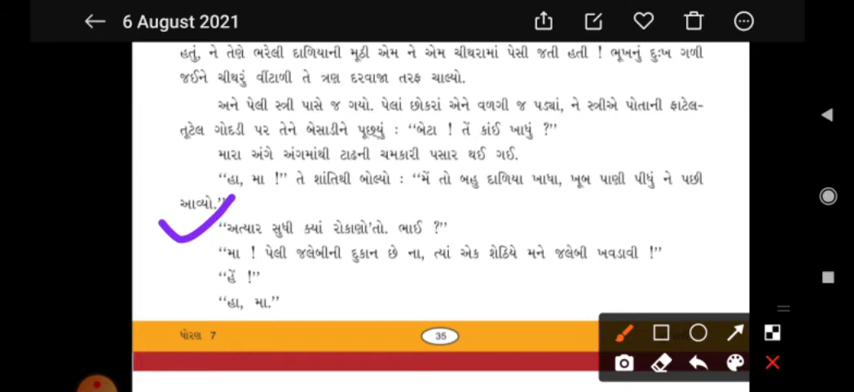 6 August 2021
હતું, ને તેણે ભરેલી દાળિયાની મૂઠી એમ ને એમ ચીથરામાં પેસી જતી હતી ! ભૂખનું દુઃખ ગળી
જઈને ચીથરું વીંટાળી તે ત્રણ દરવાજા તરફ ચાલ્યો.
અને પેલી સ્ત્રી પાસે જ ગયો. પેલાં છોકરાં એને વળગી જ પડ્યાં, ને સ્ત્રીએ પોતાની ફાટેલ-
તૂટેલ ગોદડી પર તેને બેસાડીને પૂછ્યું : “બેટા ! તેં કાંઈ ખાધું ?”
મારા અંગે અંગમાંથી ટાઢની ચમકારી પસાર થઈ ગઈ.
“હા, મા !” તે શાંતિથી બોલ્યો : “મેં તો બહુ દાળિયા ખાધા, ખૂબ પાણી પીધું ને પછી
આવ્યો.”
“અત્યાર સુધી ક્યાં રોકાણો'તો. ભાઈ ?”
“મા ! પેલી જલેબીની દુકાન છે ના, ત્યાં એક શેઠિયે મને જલેબી ખવડાવી !”
“હેં !”
“હા, મા.”
ધોરણ 7
35